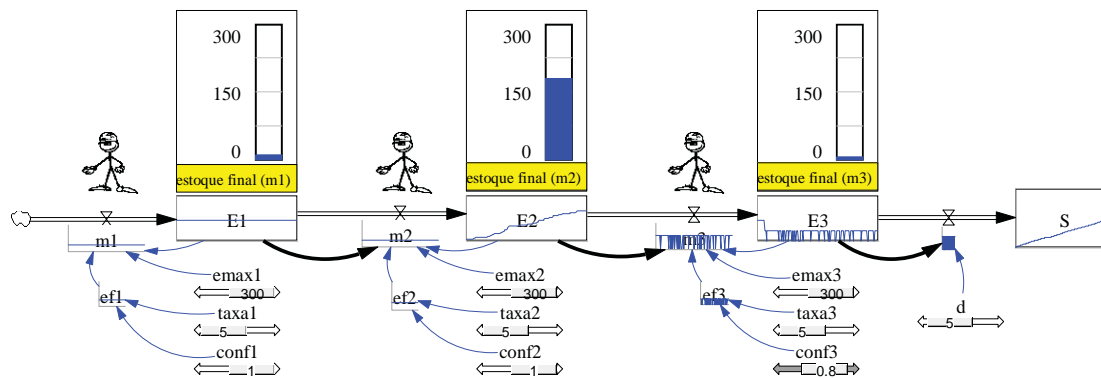 300 300 300
150 150 150
0 0 0
estoque final (m1) estoque final (m2) estoque final (m3)
E1 E2 E3 S
m1 m2 m3
emax1 emax2 emax3
300 300 300
ef1 ef2 ef3
taxa1 taxa2 taxa3 d
5 5 5 5
conf1 conf2 conf3
1 1 0.8